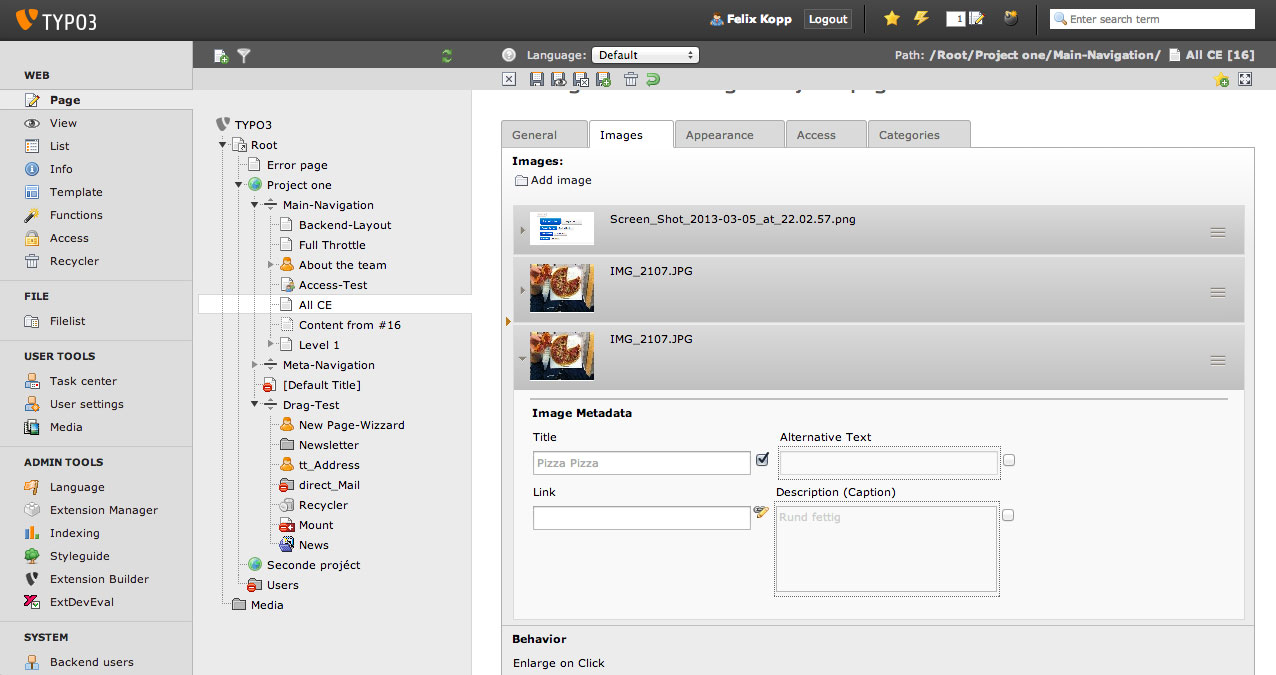 TYPO3
Felix Kopp
Logout
1
Enter search term
Language:
Default
Path: /Root/Project one/Main-Navigation/ All CE [16]
WEB
Page
View
List
Info
Template
Functions
Access
Recycler
FILE
Filelist
USER TOOLS
Task center
User settings
Media
ADMIN TOOLS
Language
Extension Manager
Indexing
Styleguide
Extension Builder
ExtDevEval
SYSTEM
Backend users
TYPO3
Root
Error page
Project one
Main-Navigation
Backend-Layout
Full Throttle
About the team
Access-Test
All CE
Content from #16
Level 1
Meta-Navigation
[Default Title]
Drag-Test
New Page-Wizzard
Newsletter
tt_Address
direct_Mail
Recycler
Mount
News
Seconde projéct
Users
Media
General
Images
Appearance
Access
Categories
Images:
Add image
Screen_Shot_2013-03-05_at_22.02.57.png
IMG_2107.JPG
IMG_2107.JPG
Image Metadata
Title
Alternative Text
Pizza Pizza
Link
Description (Caption)
Rund fettig
Behavior
Enlarge on Click